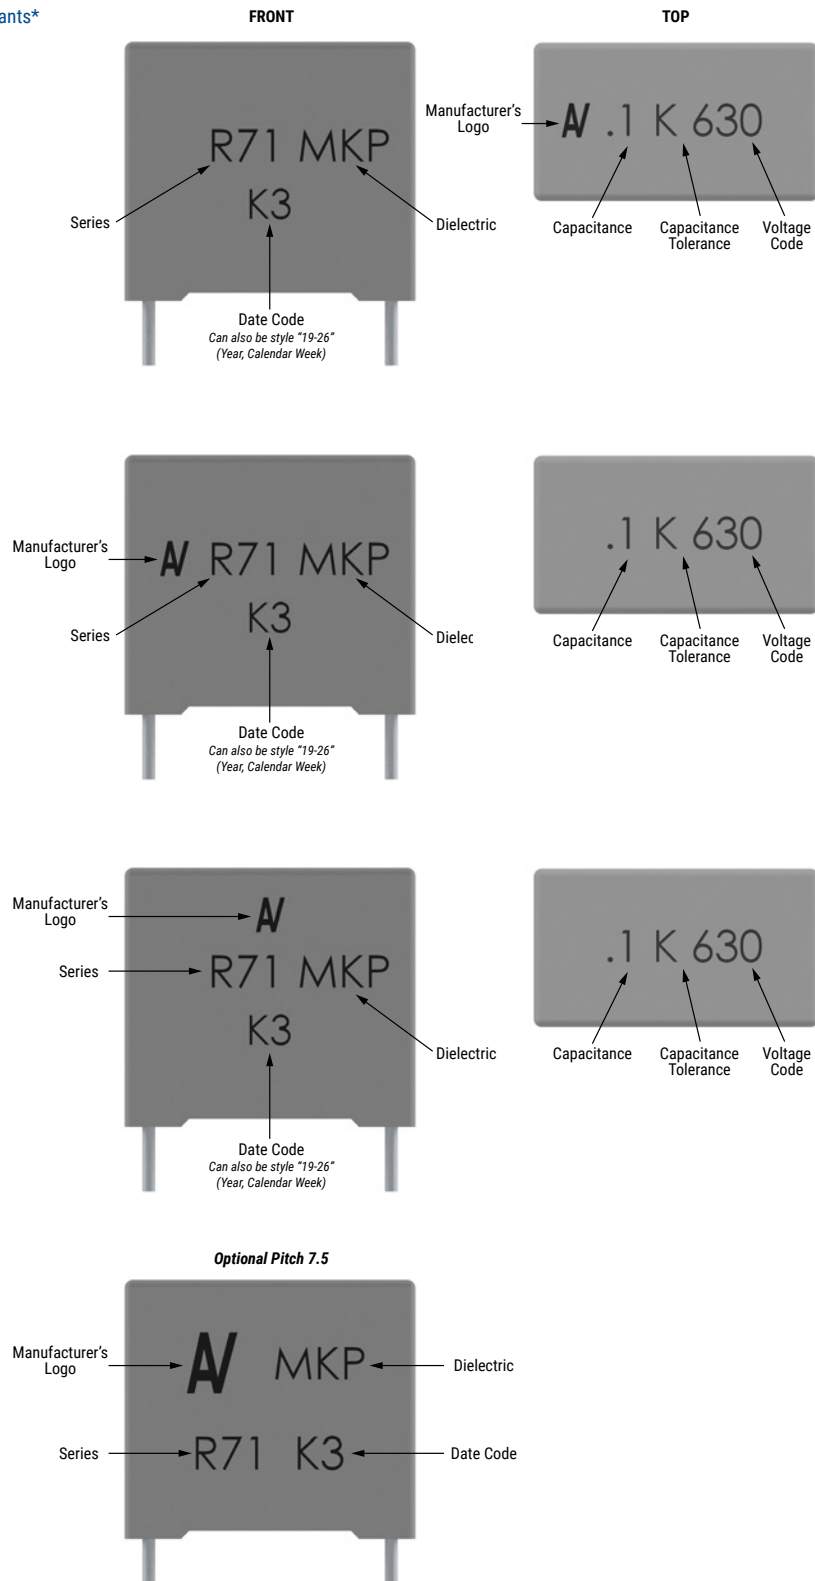 ants*
FRONT
TOP
R71 MKP
K3
Series
Dielectric
Date Code
Can also be style “19-26”
(Year, Calendar Week)
Manufacturer's
Logo
AV .1 K 630
Capacitance
Capacitance
Tolerance
Voltage
Code
Manufacturer's
Logo
AV R71 MKP
K3
Series
Dielec
Date Code
Can also be style “19-26”
(Year, Calendar Week)
.1 K 630
Capacitance
Capacitance
Tolerance
Voltage
Code
Manufacturer's
Logo
AV
Series
R71 MKP
K3
Dielectric
Date Code
Can also be style “19-26”
(Year, Calendar Week)
.1 K 630
Capacitance
Capacitance
Tolerance
Voltage
Code
Optional Pitch 7.5
Manufacturer's
Logo
AV MKP
Dielectric
Series
R71 K3
Date Code